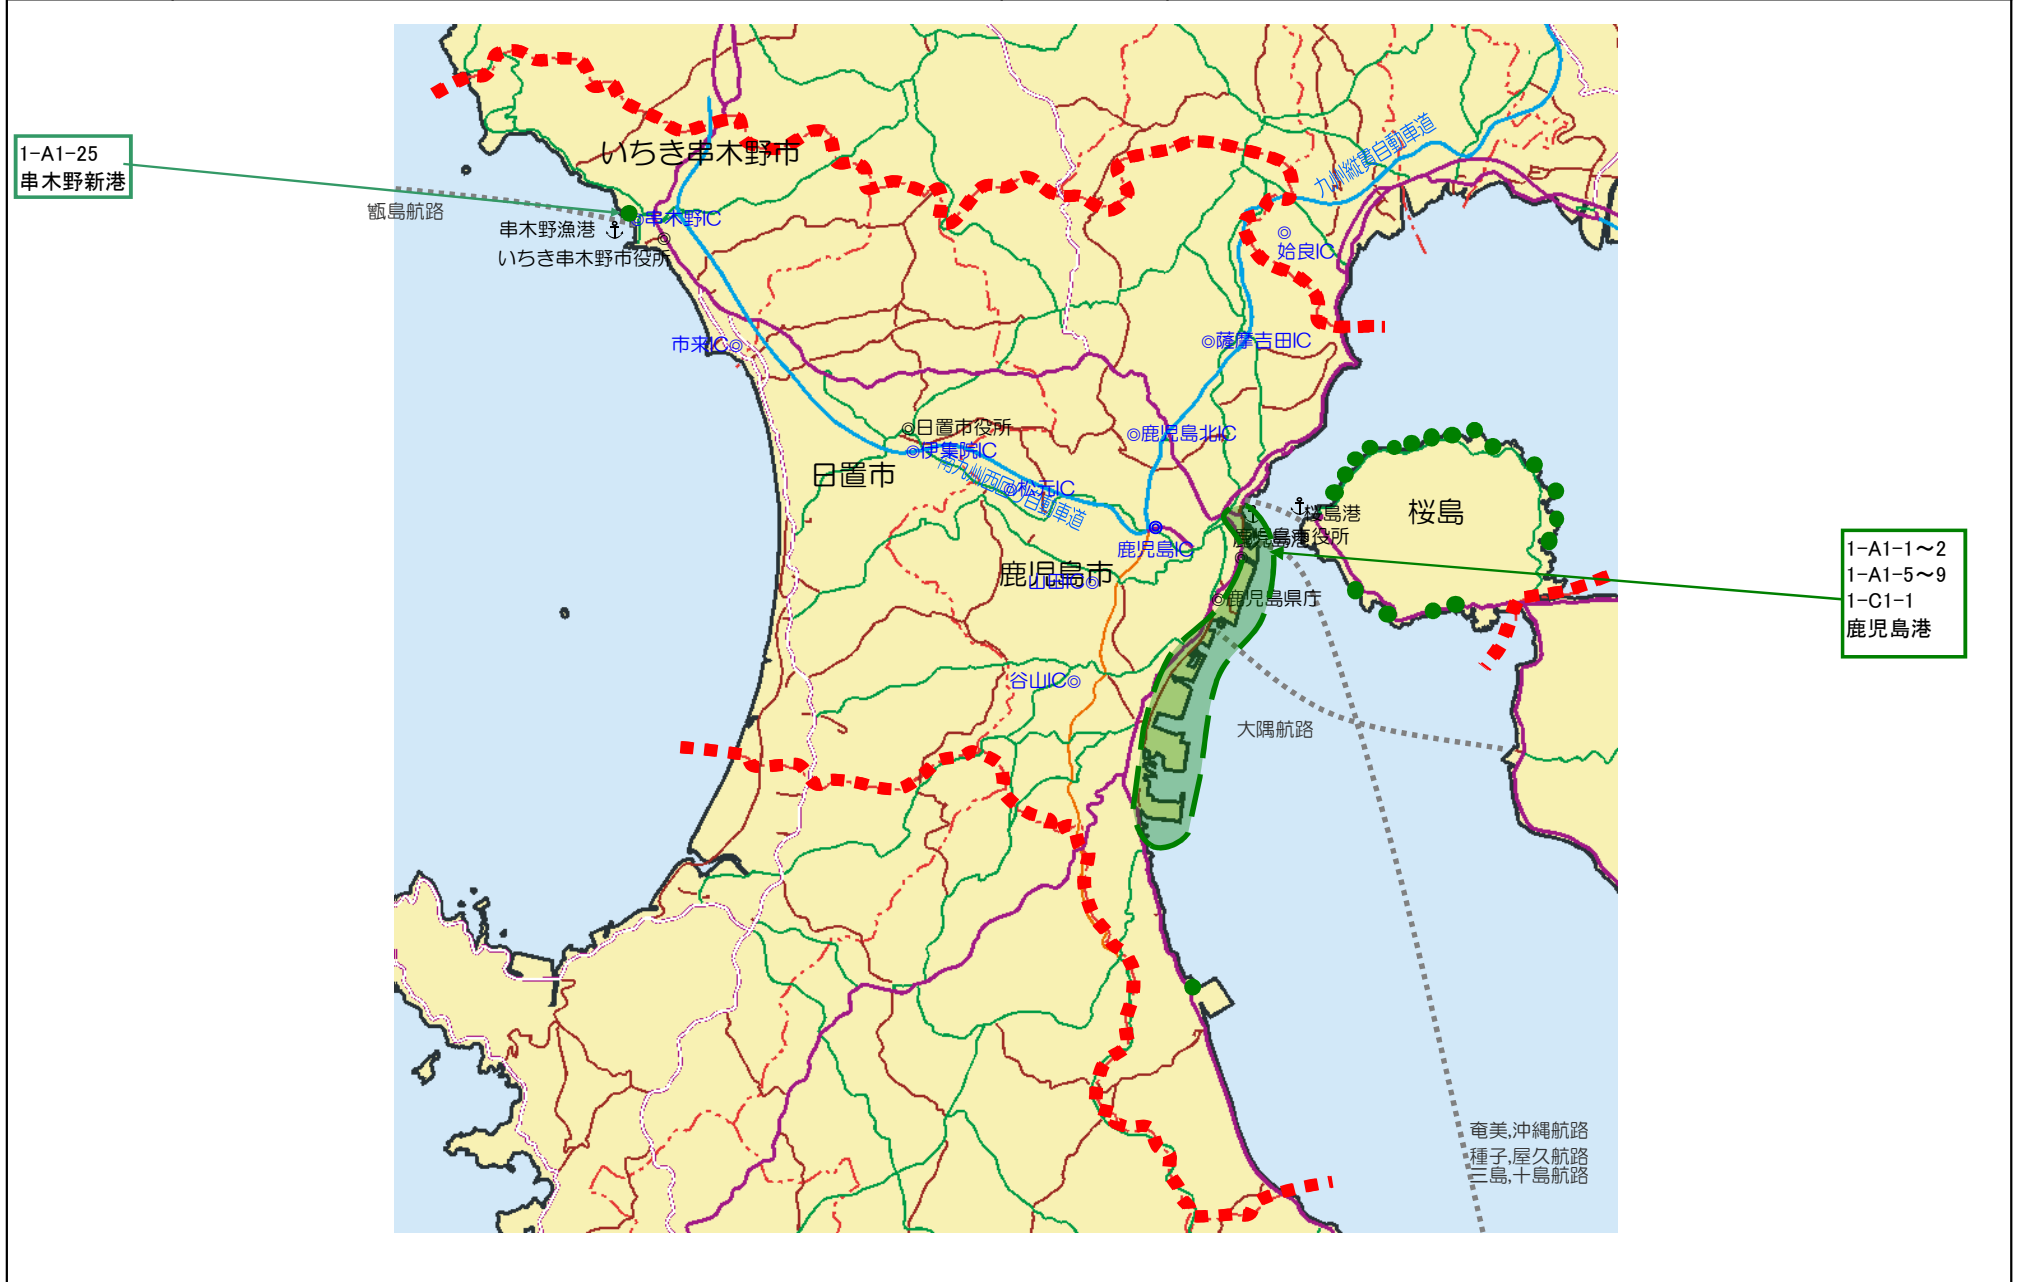 1-A1-25
串木野新港
いちき串木野市
九州縦貫自動車道
甑島航路
串木野IC
串木野漁港
いちき串木野市役所
姶良IC
市来IC
薩摩吉田IC
日置市役所
伊集院IC
鹿児島北IC
日置市
南九州西回り自動車道
松元IC
桜島
桜島港
鹿児島市役所
鹿児島港
鹿児島IC
鹿児島市
山田IC
鹿児島県庁
1-A1-1～2
1-A1-5～9
1-C1-1
鹿児島港
谷山IC
大隅航路
奄美,沖縄航路
種子,屋久航路
三島,十島航路